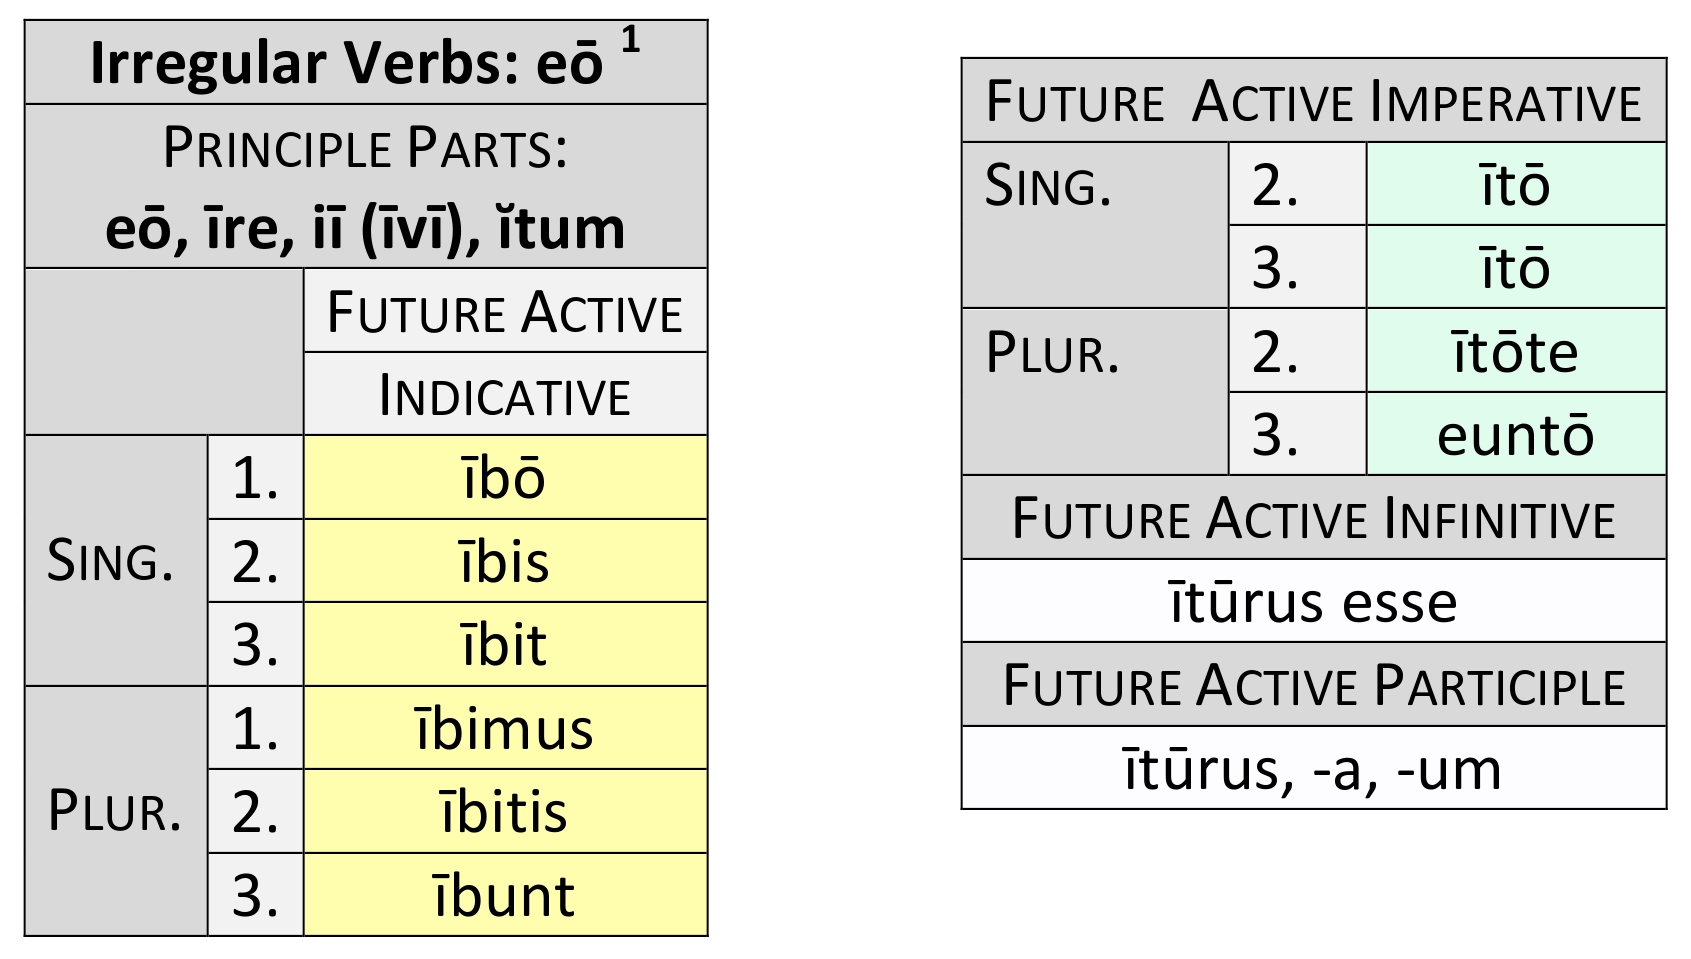 Irregular Verbs: eō ¹
PRINCIPLE PARTS:
eō, īre, iī (īvī), ĭtum
FUTURE ACTIVE
INDICATIVE
SING.
1. ībō
2. ībis
3. ībit
PLUR.
1. ībimus
2. ībitis
3. ībunt
FUTURE ACTIVE IMPERATIVE
SING. 2. ītō
3. ītō
PLUR. 2. ītōte
3. euntō
FUTURE ACTIVE INFINITIVE
ītūrus esse
FUTURE ACTIVE PARTICIPLE
ītūrus, -a, -um